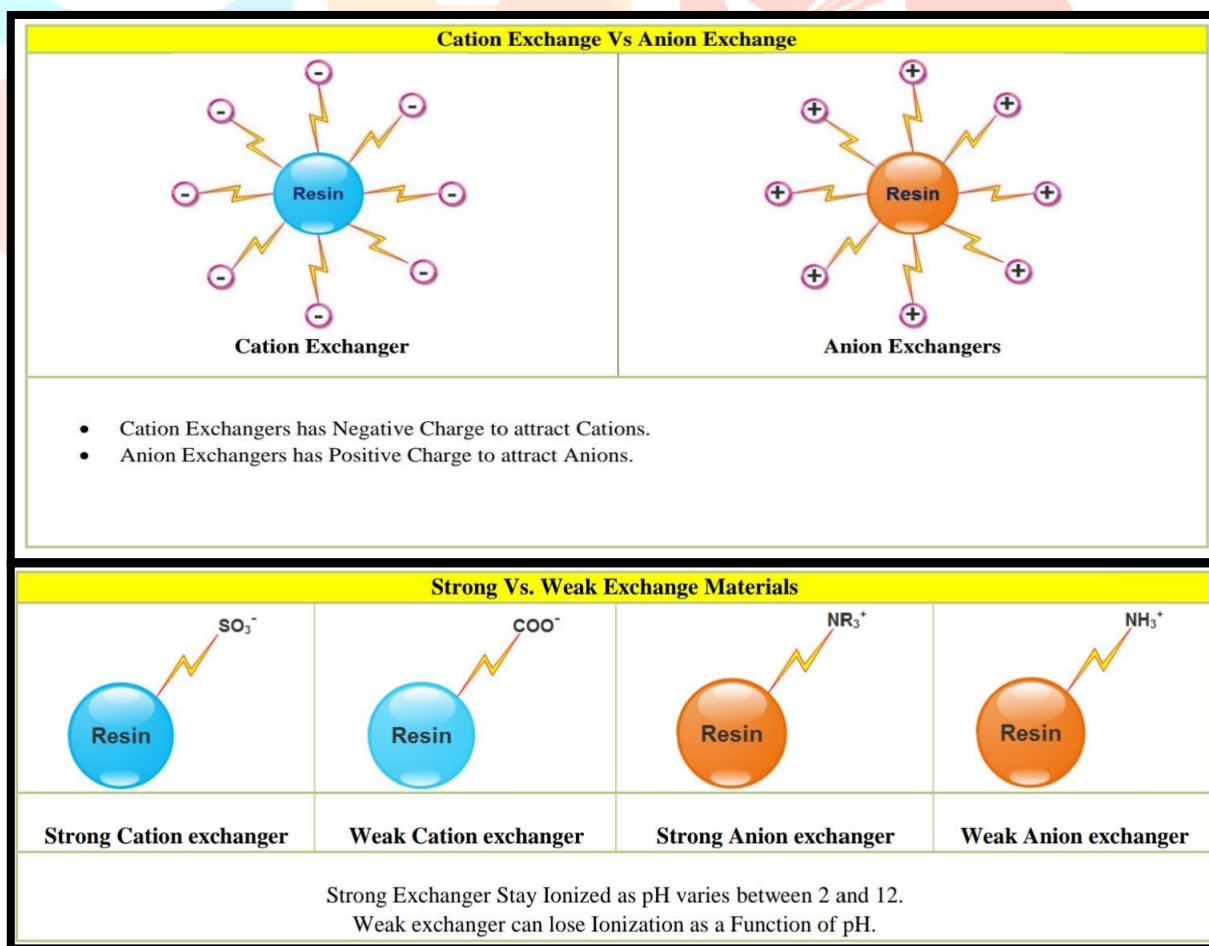 Cation Exchange Vs Anion Exchange
- - - - - - - -
Resin
+ + + + + + + +
Resin
Cation Exchanger
Anion Exchangers
• Cation Exchangers has Negative Charge to attract Cations.
• Anion Exchangers has Positive Charge to attract Anions.
Strong Vs. Weak Exchange Materials
SO₃⁻
Resin
COO⁻
Resin
NR₃⁺
Resin
NH₃⁺
Resin
Strong Cation exchanger
Weak Cation exchanger
Strong Anion exchanger
Weak Anion exchanger
Strong Exchanger Stay Ionized as pH varies between 2 and 12.
Weak exchanger can lose Ionization as a Function of pH.